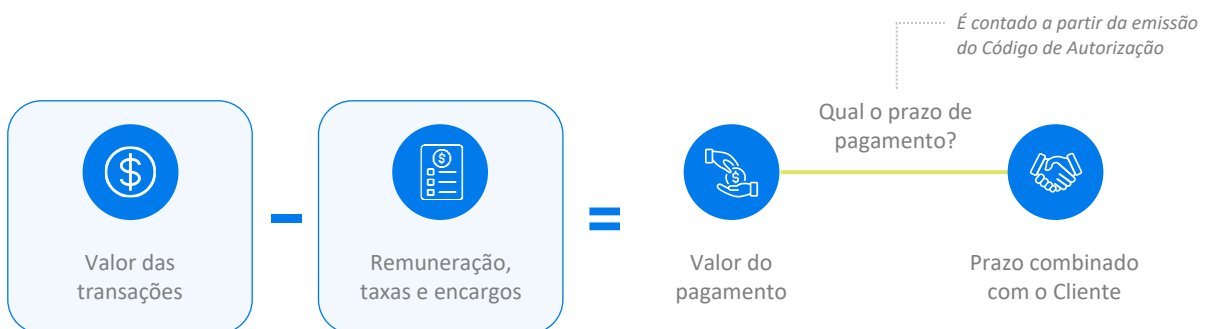 É contado a partir da emissão
do Código de Autorização
Qual o prazo de
pagamento?
Valor das
transações
Remuneração,
taxas e encargos
Valor do
pagamento
Prazo combinado
com o Cliente